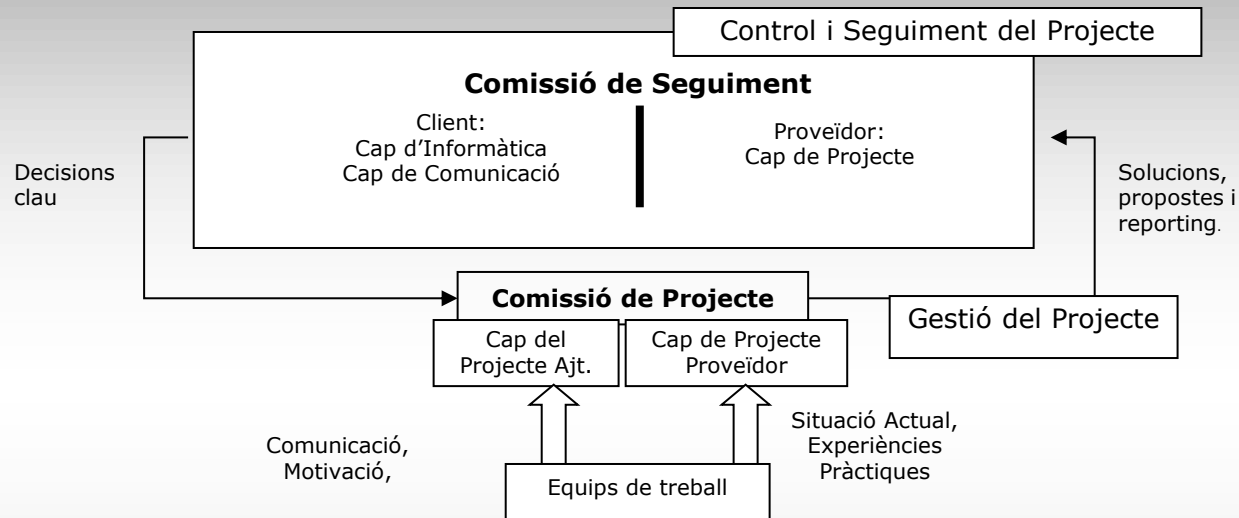 Control i Seguiment del Projecte
Comissió de Seguiment
Client:
Cap d’Informàtica
Cap de Comunicació
Proveïdor:
Cap de Projecte
Decisions
clau
Solucions,
propostes i
reporting.
Comissió de Projecte
Gestió del Projecte
Cap del
Projecte Ajt.
Cap de Projecte
Proveïdor
Comunicació,
Motivació,
Situació Actual,
Experiències
Pràctiques
Equips de treball